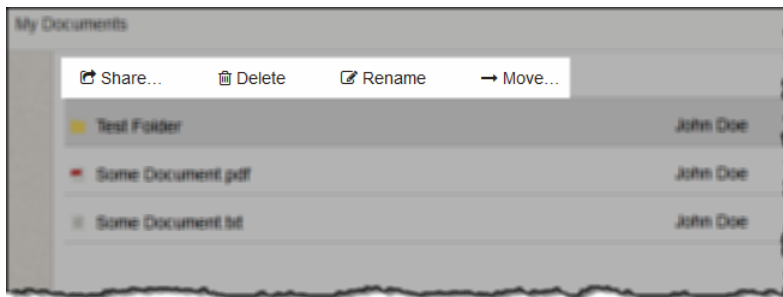 My Documents
Share... Delete Rename Move...
Test Folder John Doe
Some Document.pdf John Doe
Some Document.txt John Doe